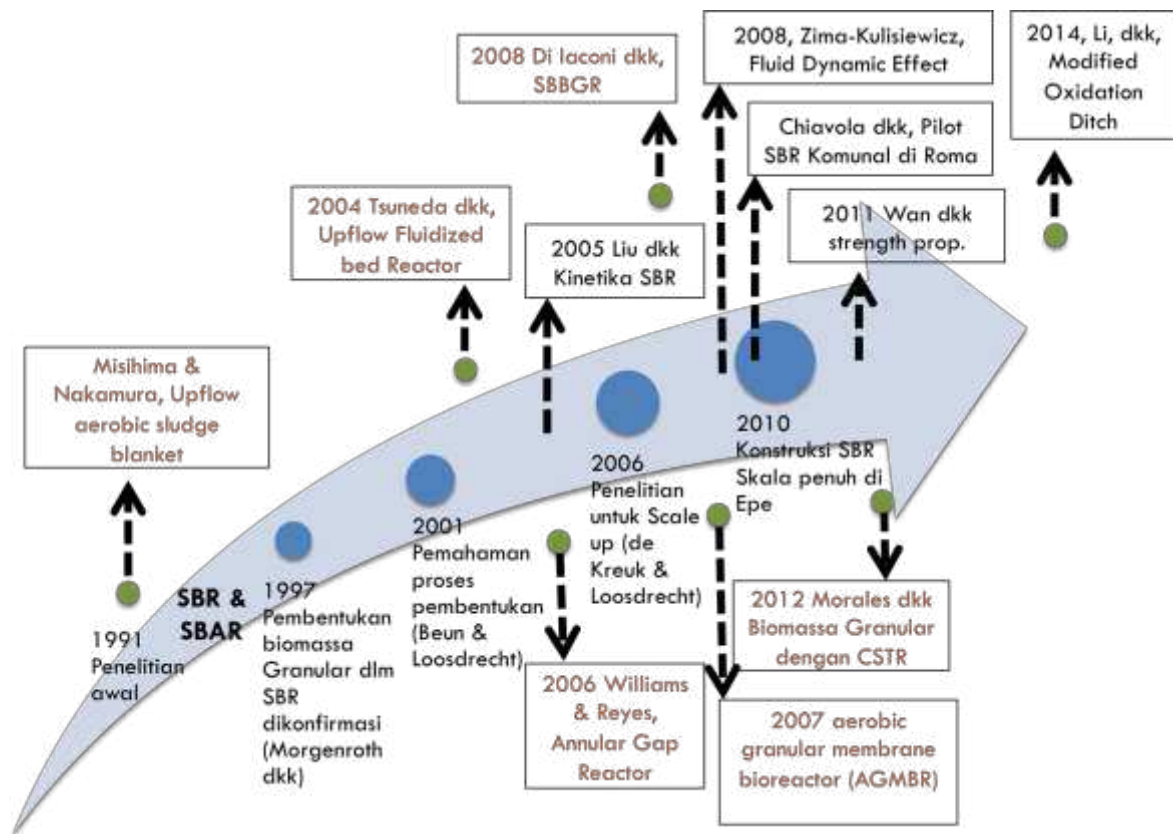 2008 Di Iaconi dkk,
SBBGR
2008, Zima-Kulisiewicz,
Fluid Dynamic Effect
2014, Li, dkk,
Modified
Oxidation
Ditch
Chiavola dkk, Pilot
SBR Komunal di Roma
2004 Tsuneda dkk,
Upflow Fluidized
bed Reactor
2005 Liu dkk
Kinetika SBR
2011 Wan dkk
strength prop.
Misihima &
Nakamura, Upflow
aerobic sludge
blanket
SBR &
SBAR
1991
Penelitian
awal
1997
Pembentukan
biomassa
Granular dlm
SBR
dikonfirmasi
(Morgenroth
dkk)
2001
Pemahaman
proses
pembentukan
(Beun &
Loosdrecht)
2006
Penelitian
untuk Scale
up (de
Kreuk &
Loosdrecht)
2010
Konstruksi SBR
Skala penuh di
Epe
2006 Williams
& Reyes,
Annular Gap
Reactor
2012 Morales dkk
Biomassa Granular
dengan CSTR
2007 aerobic
granular membrane
bioreactor (AGMBR)